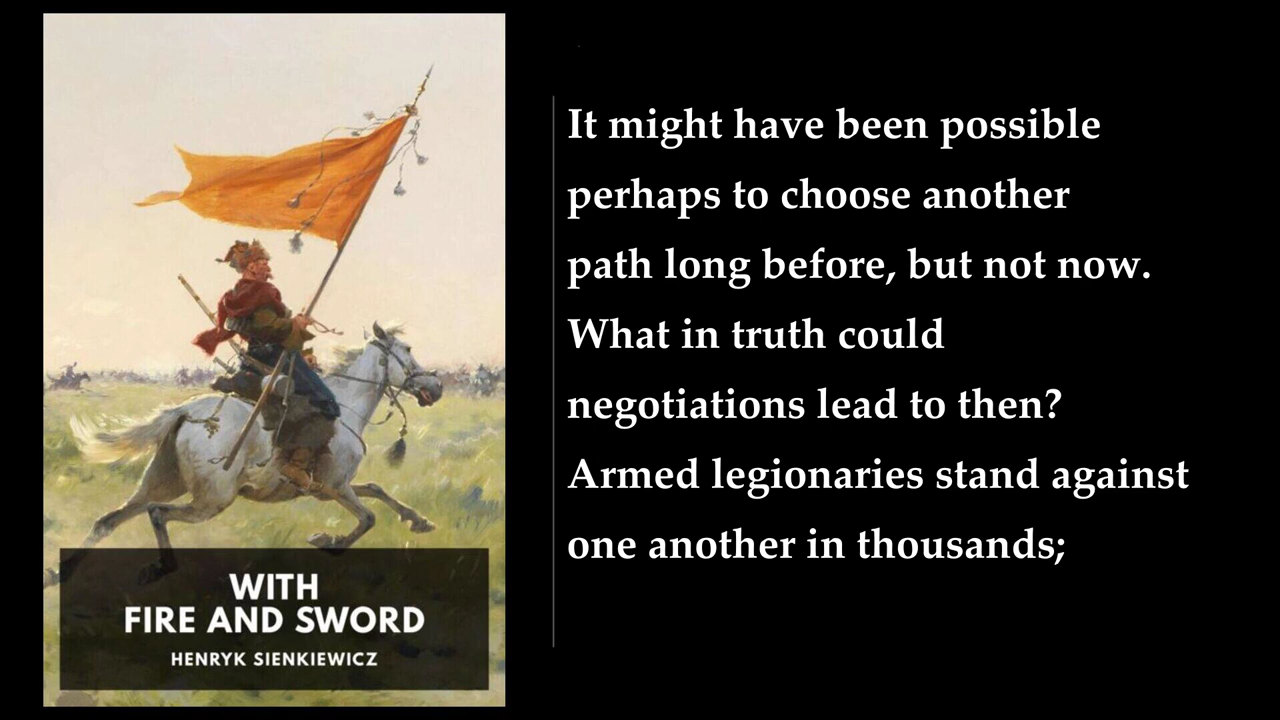 WITH
FIRE AND SWORD
HENRYK SIENKIEWICZ
It might have been possible
perhaps to choose another
path long before, but not now.
What in truth could
negotiations lead to then?
Armed legionaries stand against
one another in thousands;